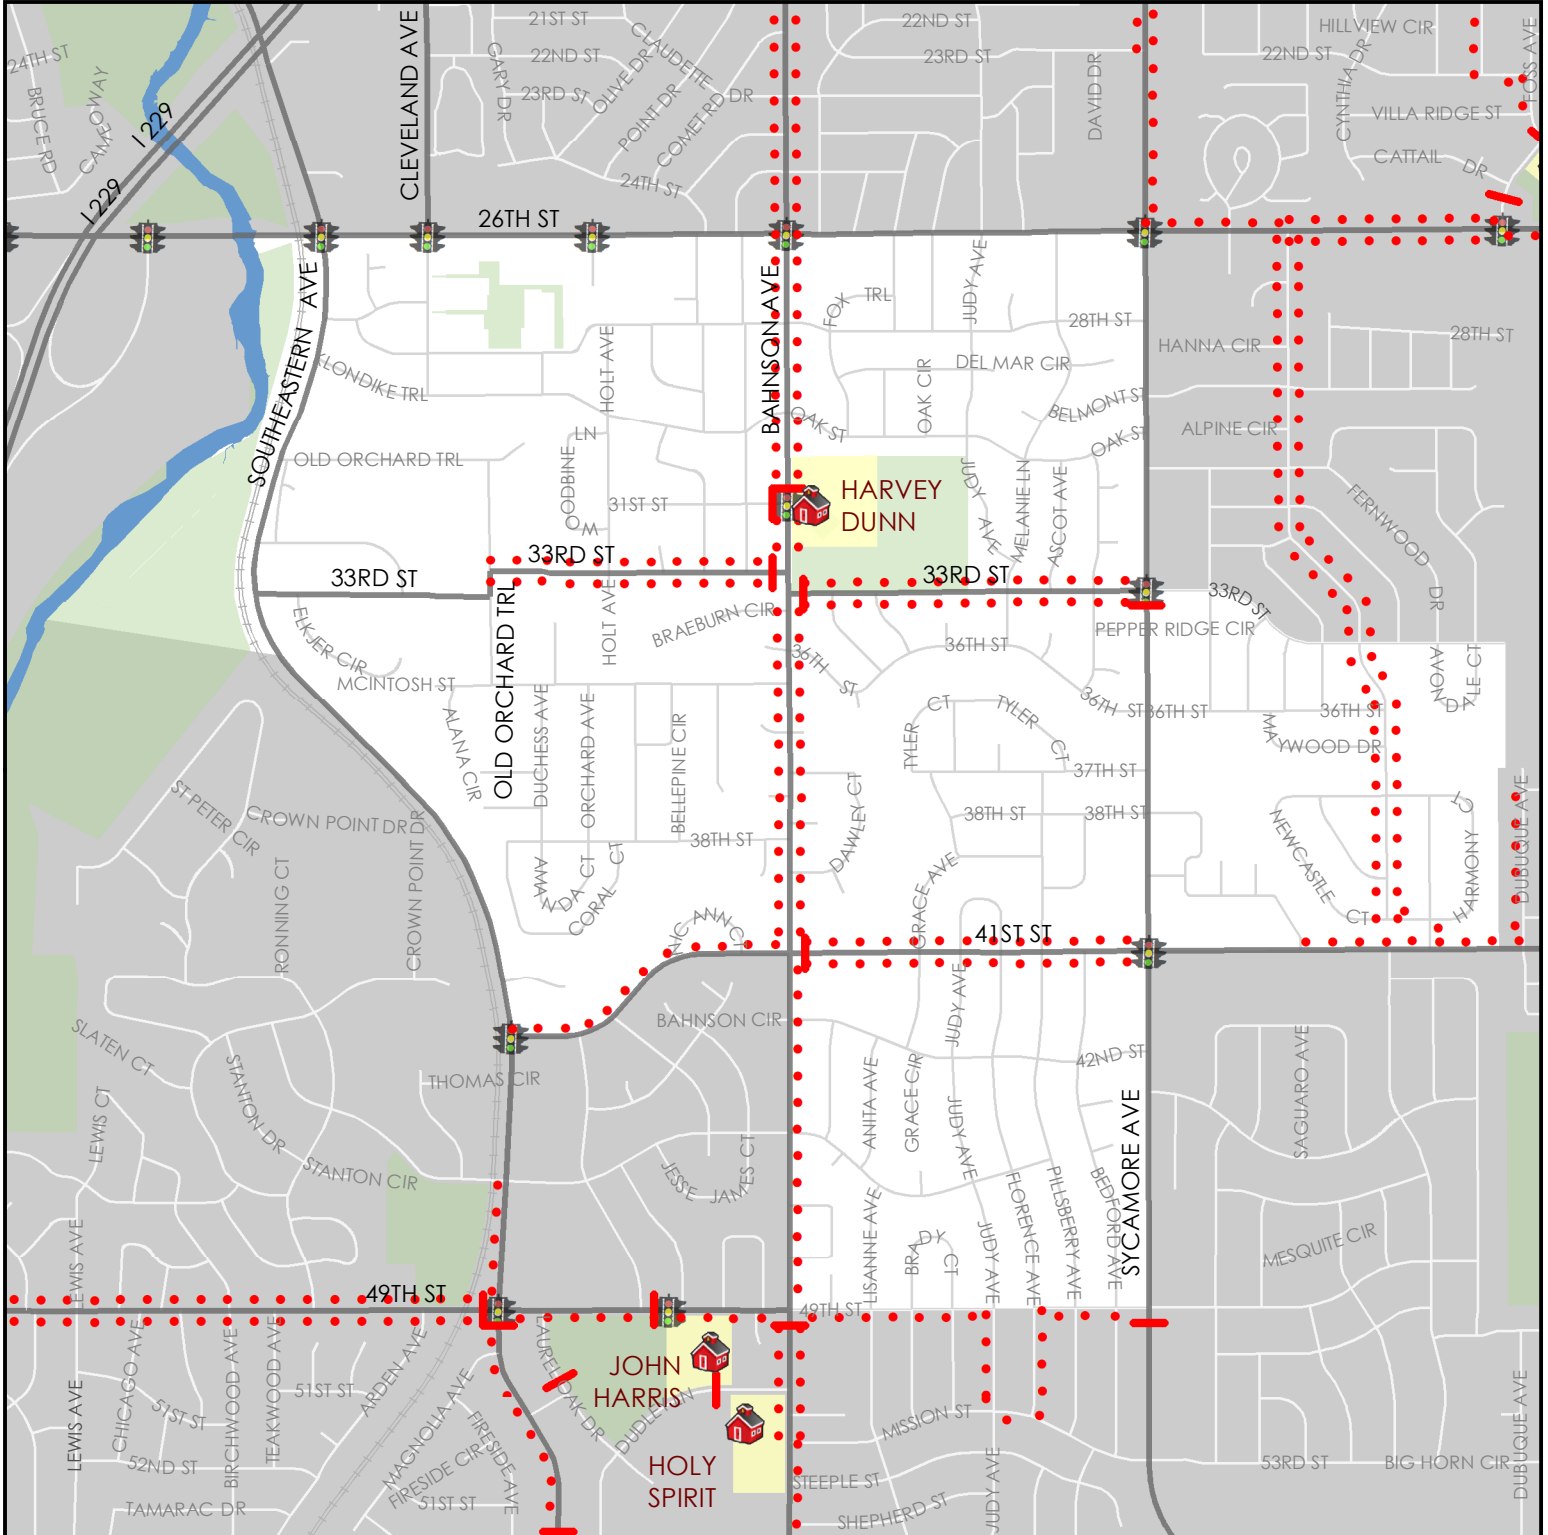 21ST ST
22ND ST
HILLVIEW CIR
CLEVELAND AVE
GARY DR
22ND ST
OLIVE DR
CLAUDETTE
DR
23RD ST
22ND ST
CYNTHIA DR
FOSS AVE
24TH ST
BRUCE RD
CAMEO WAY
23RD ST
POINT DR
COMET RD
DAVID DR
VILLA RIDGE ST
I 229
I 229
24TH ST
CATTAIL DR
26TH ST
SOUTHEASTERN AVE
BAHNSON AVE
JUDY AVE
FOX TRL
28TH ST
28TH ST
HOLT AVE
KLONDIKE TRL
OAK CIR
DEL MAR CIR
HANNA CIR
BELMONT ST
OAK ST
OAK ST
ALPINE CIR
WOODBINE LN
OLD ORCHARD TRL
31ST ST
HARVEY
DUNN
JUDY AVE
MELANIE LN
ASCOT AVE
FERNWOOD DR
33RD ST
33RD ST
33RD ST
33RD ST
ELKJER CIR
OLD ORCHARD TRL
HOLT AVE
BRAEBURN CIR
36TH ST
36TH ST
PEPPER RIDGE CIR
MCINTOSH ST
AVONDALE CT
ALANA CIR
DUCHESS AVE
ORCHARD AVE
BELLEPINE CIR
TYLER CT
TYLER CT
36TH ST
36TH ST
36TH ST
MAYWOOD DR
37TH ST
ST PETER CIR
CROWN POINT DR
CROWN POINT DR
38TH ST
DAWLEY CT
38TH ST
38TH ST
NEWCASTLE CT
HARMONY CT
DUBUQUE AVE
RONNING CT
AMANDA CT
CORAL CT
NIC ANN CT
GRACE AVE
41ST ST
JUDY AVE
BAHNSON CIR
SLATEN CT
STANTON DR
THOMAS CIR
42ND ST
SAGUARO AVE
LEWIS CT
ANITA AVE
GRACE CIR
JUDY AVE
SYCAMORE AVE
STANTON CIR
JESSE JAMES CT
FLORENCE AVE
PILLSBERRY AVE
BEDFORD AVE
LEWIS AVE
LISANNE AVE
BRADY CT
JUDY AVE
MESQUITE CIR
49TH ST
49TH ST
LEWIS AVE
CHICAGO AVE
BIRCHWOOD AVE
TEAKWOOD AVE
ARDEN AVE
51ST ST
51ST ST
MAGNOLIA AVE
LAUREL OAK DR
JOHN
HARRIS
DUDLEY LN
MISSION ST
DUBUQUE AVE
FIRESIDE AVE
FIRESIDE CIR
52ND ST
51ST ST
TAMARAC DR
HOLY
SPIRIT
STEEPLE ST
SHEPHERD ST
JUDY AVE
53RD ST
BIG HORN CIR